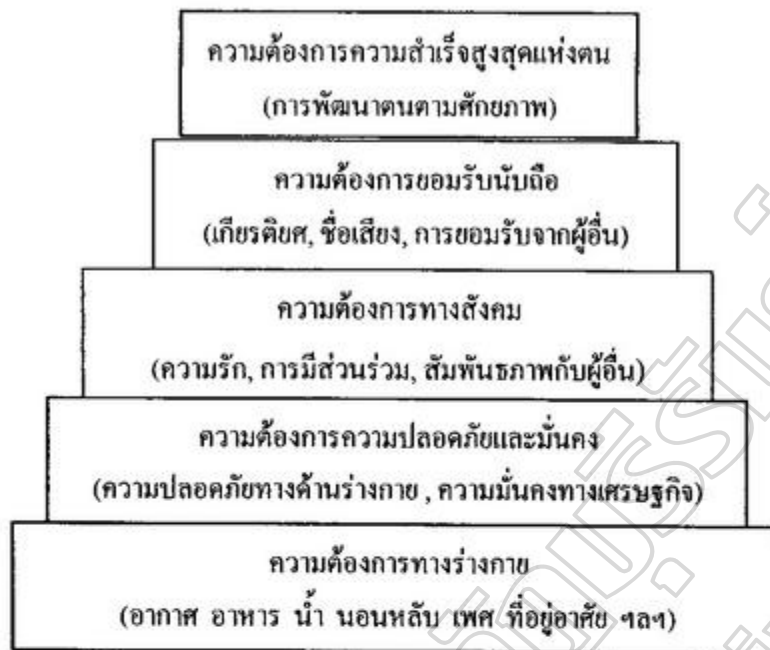 ความต้องการความสำเร็จสูงสุดแห่งตน
(การพัฒนาตนตามศักยภาพ)
ความต้องการยอมรับนับถือ
(เกียรติยศ, ชื่อเสียง, การยอมรับจากผู้อื่น)
ความต้องการทางสังคม
(ความรัก, การมีส่วนร่วม, สัมพันธภาพกับผู้อื่น)
ความต้องการความปลอดภัยและมั่นคง
(ความปลอดภัยทางด้านร่างกาย , ความมั่นคงทางเศรษฐกิจ)
ความต้องการทางร่างกาย
(อากาศ อาหาร น้ำ นอนหลับ เพศ ที่อยู่อาศัย ฯลฯ)